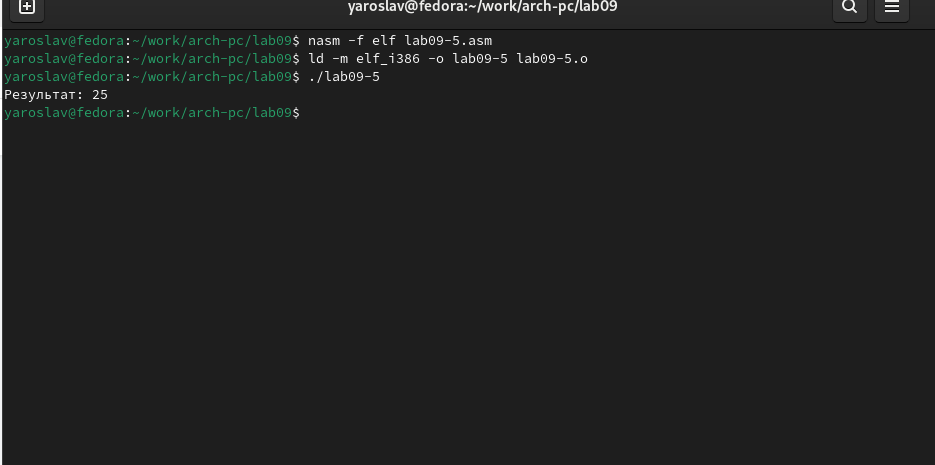 yaroslav@fedora:~/work/arch-pc/lab09
yaroslav@fedora:~/work/arch-pc/lab09$ nasm -f elf lab09-5.asm
yaroslav@fedora:~/work/arch-pc/lab09$ ld -m elf_i386 -o lab09-5 lab09-5.o
yaroslav@fedora:~/work/arch-pc/lab09$ ./lab09-5
Результат: 25
yaroslav@fedora:~/work/arch-pc/lab09$